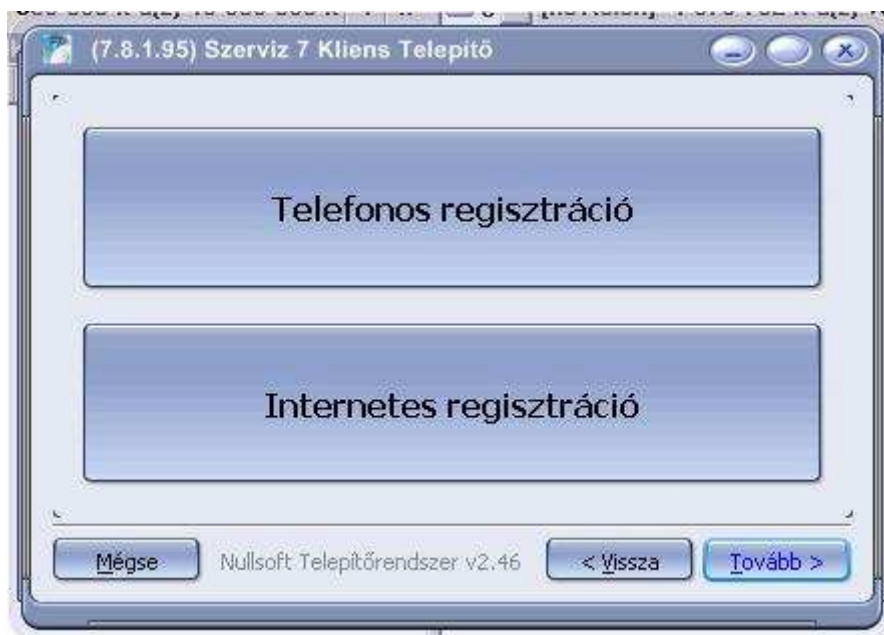 (7.8.1.95) Szerviz 7 Kliens Telepítő
Telefonos regisztráció
Internetes regisztráció
Mégse
Nullsoft Telepítőrendszer v2.46
< Vissza
Tovább >